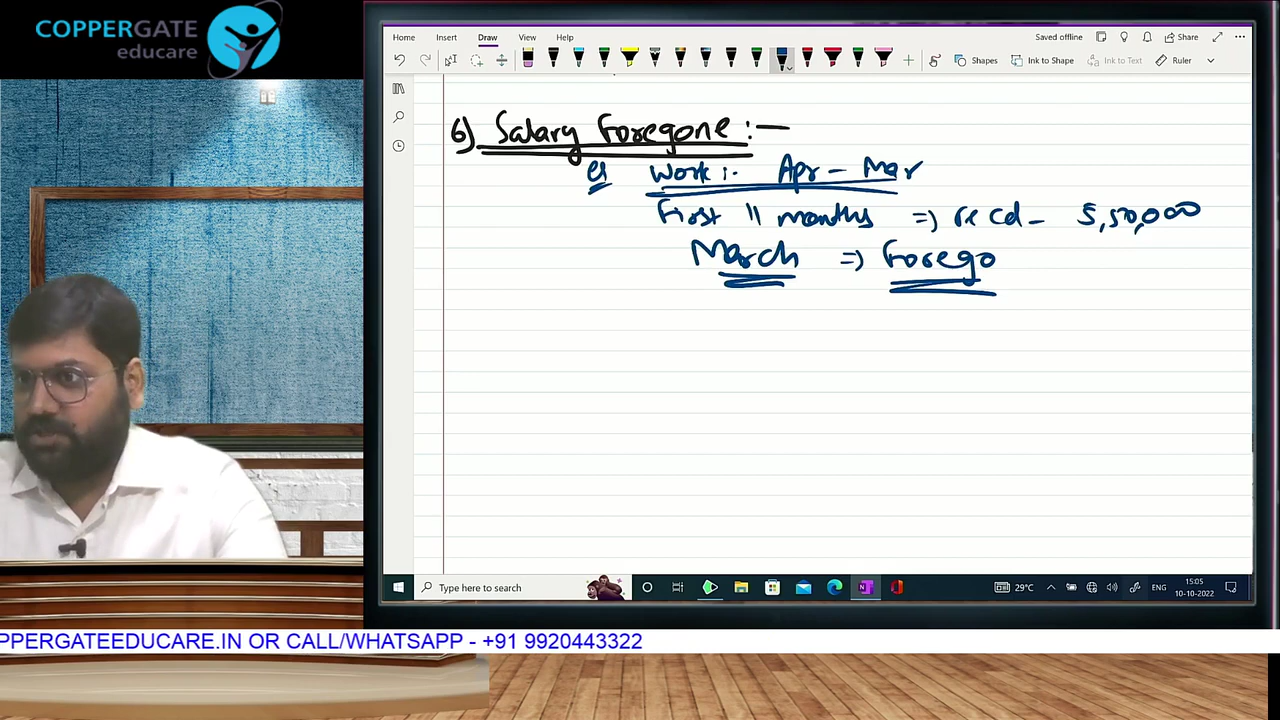 COPPERGATE
educare
Home Insert Draw View Help
Saved offline Share
Shapes Ink to Shape Ink to Text Ruler
6) Salary Foregone :-
eg Work :- Apr - Mar
First 11 months => recd - 5,50,000
March => Forego
Type here to search
29°C ENG 15:05
10-10-2022
OPPERGATEEDUCARE.IN OR CALL/WHATSAPP - +91 9920443322